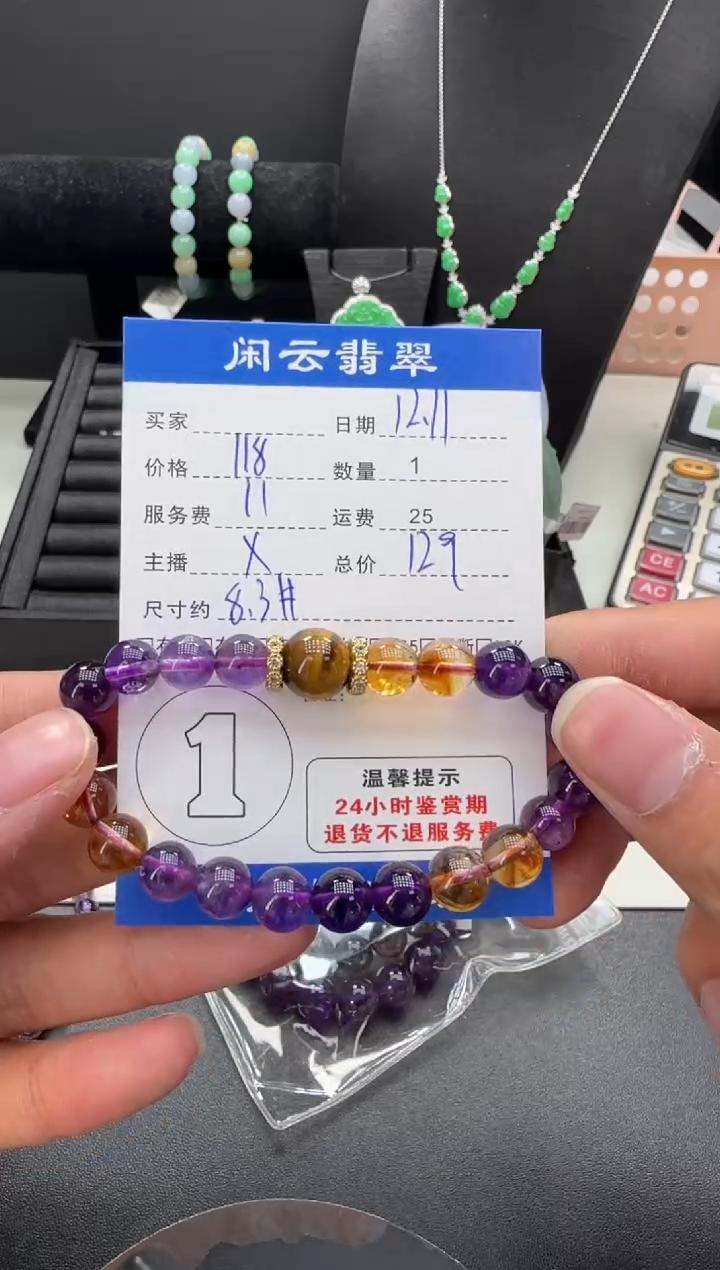 闲云翡翠
买家 日期 12.11
价格 118 数量 1
服务费 11 运费 25
主播 X 总价 129
尺寸约 8.3#
1
温馨提示
24小时鉴赏期
退货不退服务费
CE
AC